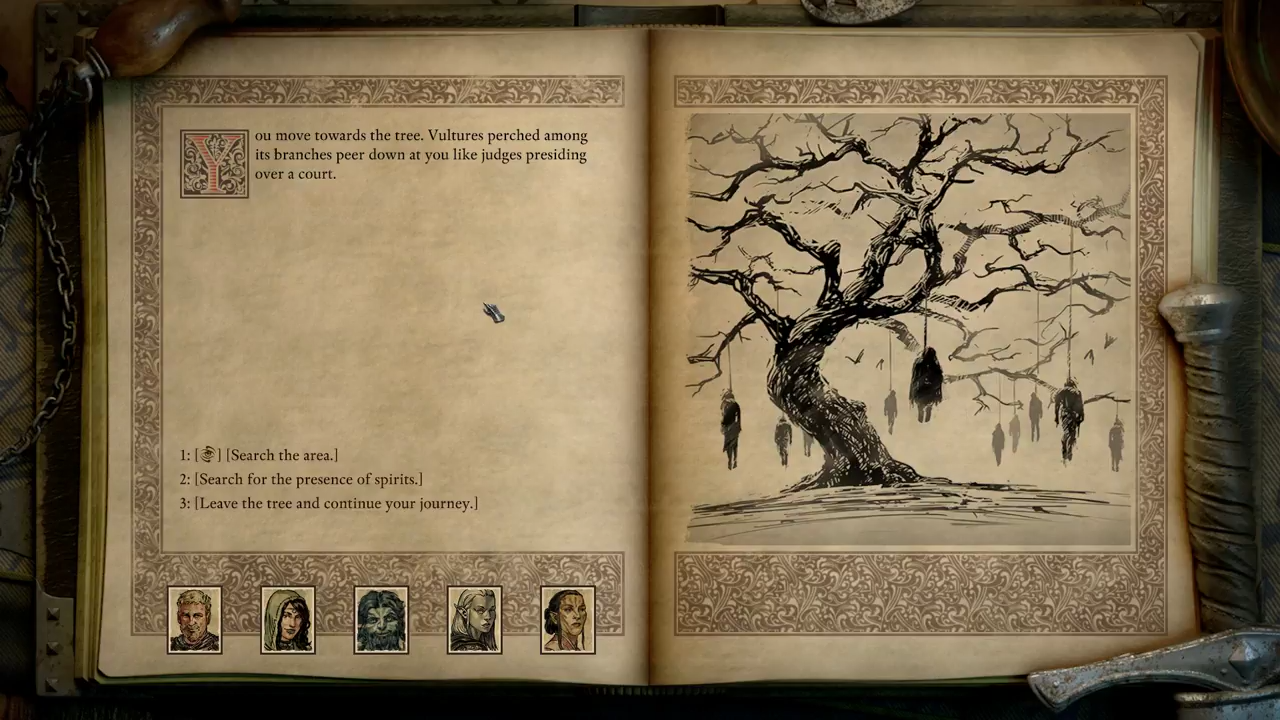 You move towards the tree. Vultures perched among
its branches peer down at you like judges presiding
over a court.
1: [ ] [Search the area.]
2: [Search for the presence of spirits.]
3: [Leave the tree and continue your journey.]